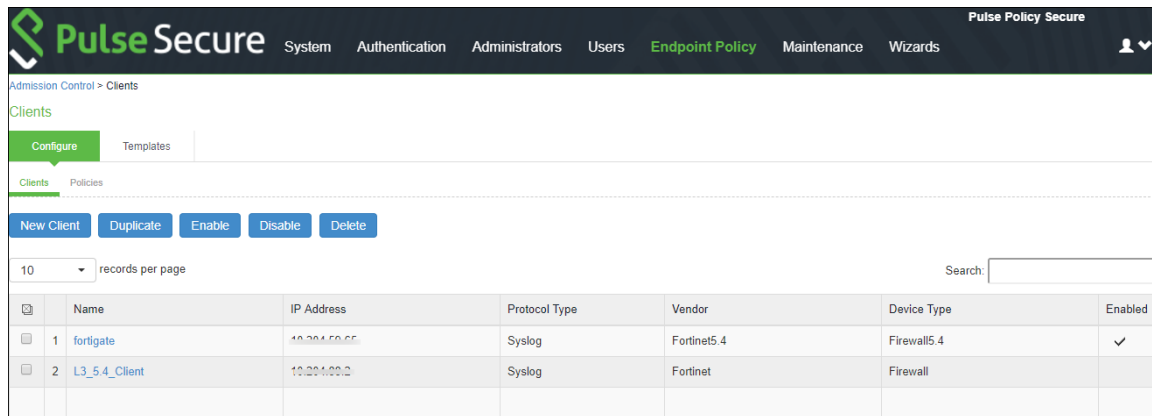 Pulse Policy Secure
Pulse Secure System Authentication Administrators Users Endpoint Policy Maintenance Wizards
Admission Control > Clients
Clients
Configure Templates
Clients Policies
New Client Duplicate Enable Disable Delete
10 records per page Search:
Name IP Address Protocol Type Vendor Device Type Enabled
1 fortigate Syslog Fortinet5.4 Firewall5.4
2 L3_5.4_Client Syslog Fortinet Firewall